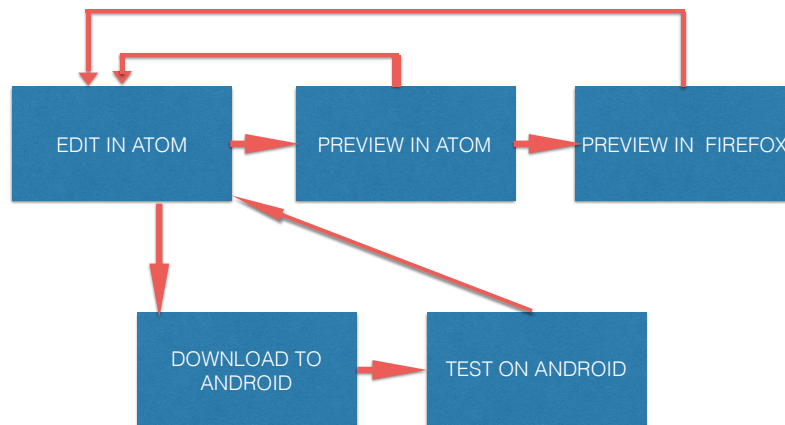 EDIT IN ATOM
PREVIEW IN ATOM
PREVIEW IN FIREFOX
DOWNLOAD TO
ANDROID
TEST ON ANDROID